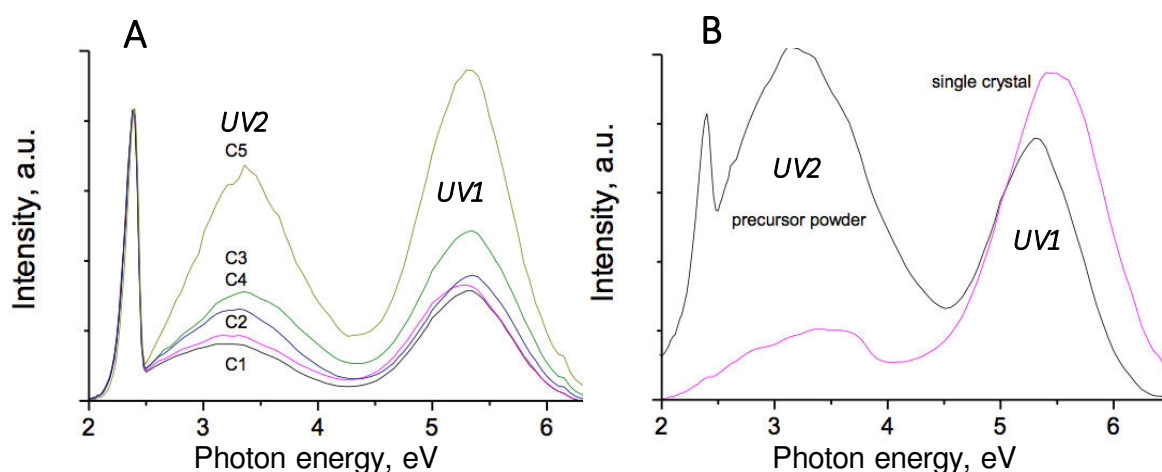 A
UV2
C5
UV1
C3
C4
C2
C1
Intensity, a.u.
2
3
4
5
6
Photon energy, eV
B
single crystal
UV2
precursor powder
UV1
Intensity, a.u.
2
3
4
5
6
Photon energy, eV